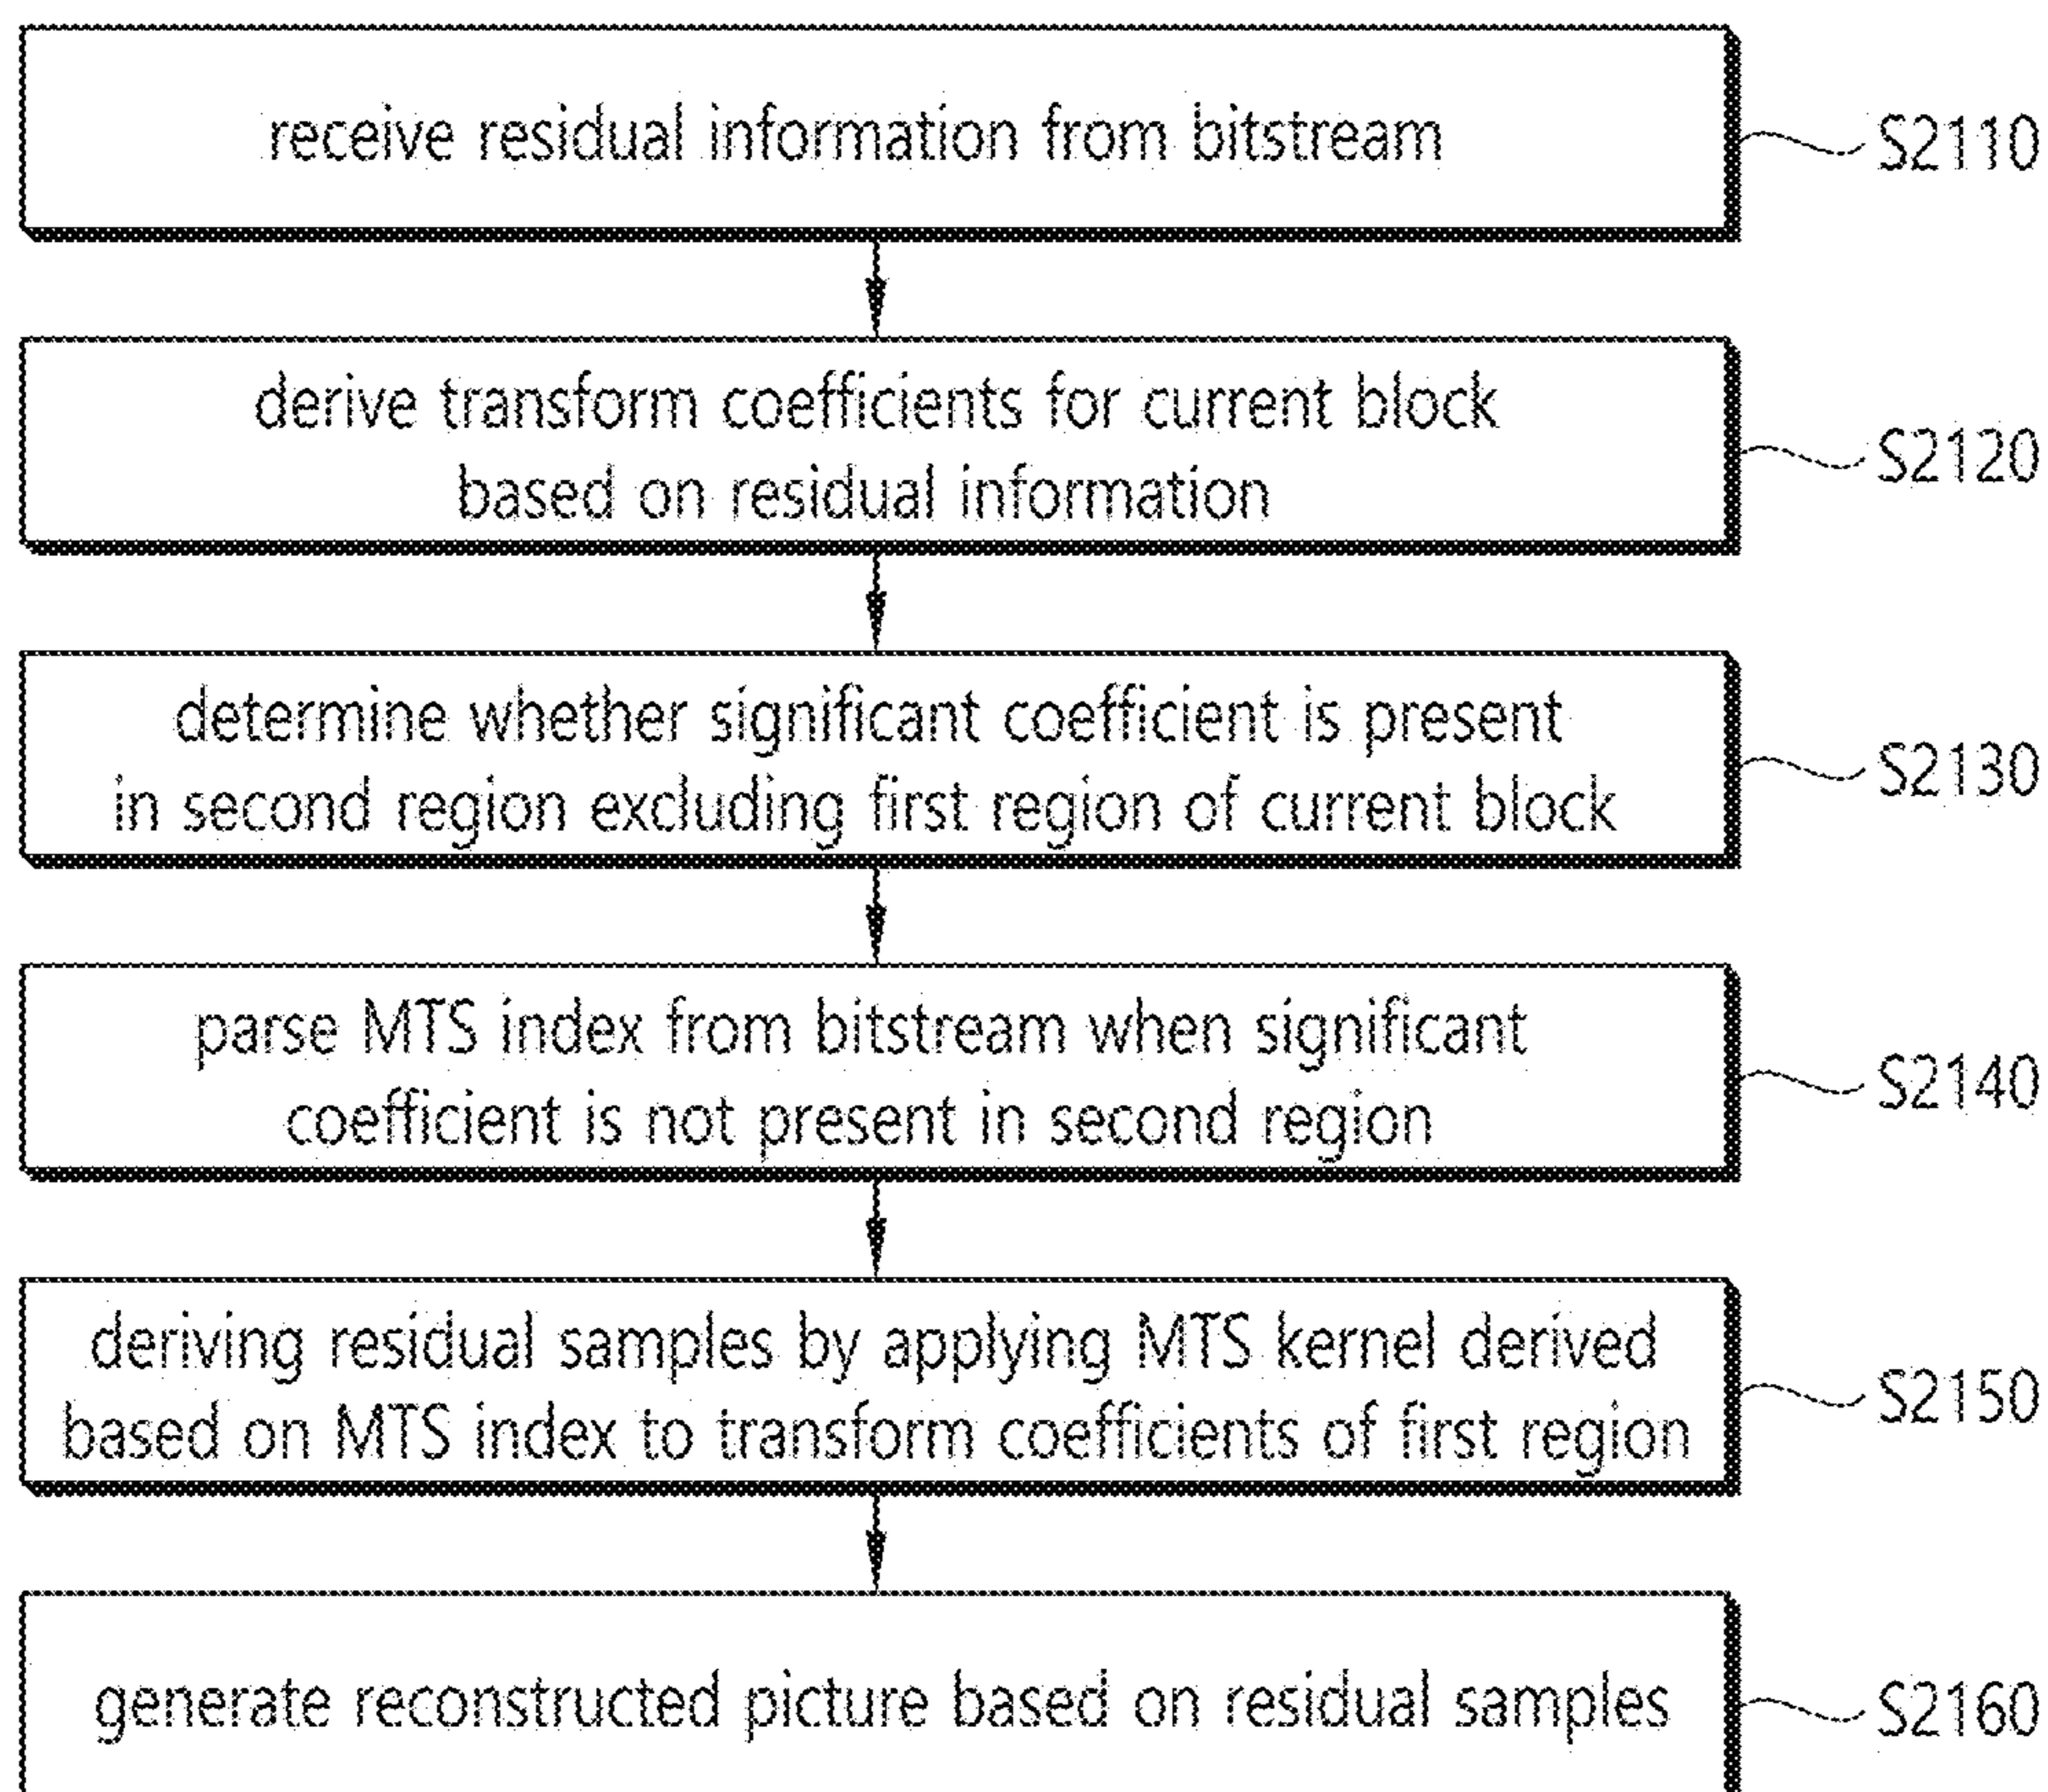 receive residual information from bitstream
S2110
derive transform coefficients for current block
based on residual information
S2120
determine whether significant coefficient is present
in second region excluding first region of current block
S2130
parse MTS index from bitstream when significant
coefficient is not present in second region
S2140
deriving residual samples by applying MTS kernel derived
based on MTS index to transform coefficients of first region
S2150
generate reconstructed picture based on residual samples
S2160